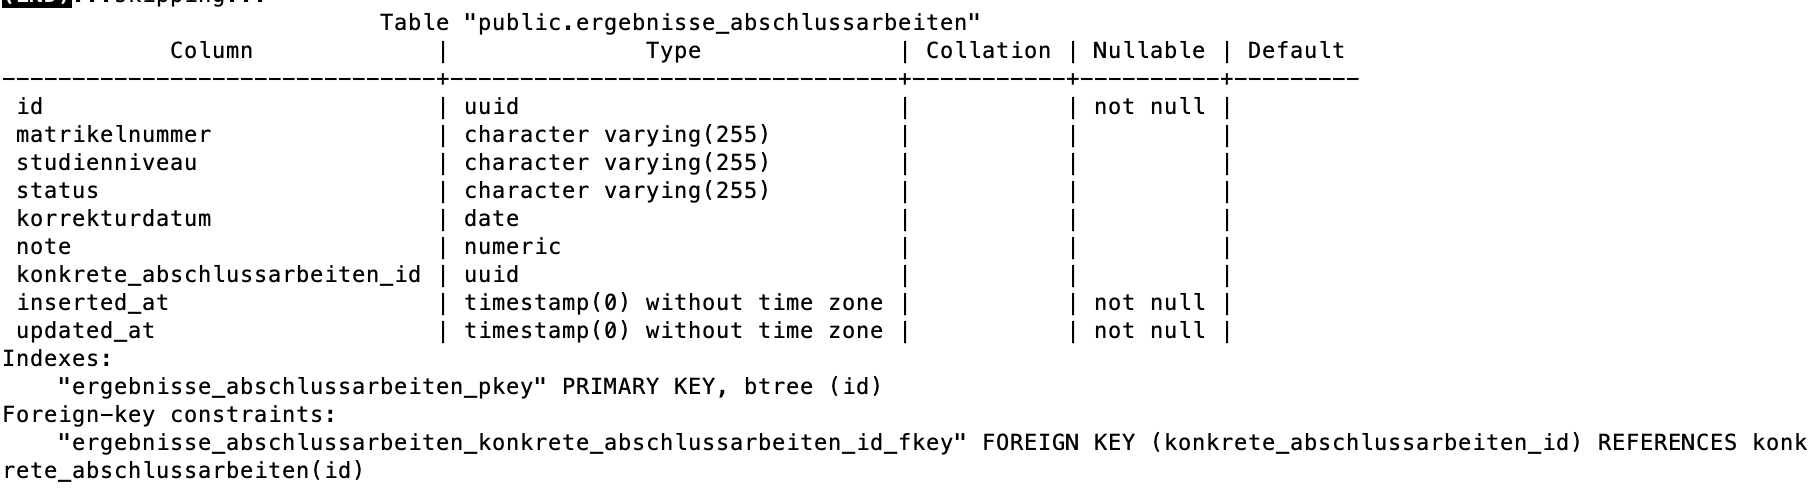 (END)...skipping...
Table "public.ergebnisse_abschlussarbeiten"
Column | Type | Collation | Nullable | Default
-------------------------------+---------------------------------+-----------+----------+---------
id | uuid | | not null |
matrikelnummer | character varying(255) | | |
studienniveau | character varying(255) | | |
status | character varying(255) | | |
korrekturdatum | date | | |
note | numeric | | |
konkrete_abschlussarbeiten_id | uuid | | |
inserted_at | timestamp(0) without time zone | | not null |
updated_at | timestamp(0) without time zone | | not null |
Indexes:
"ergebnisse_abschlussarbeiten_pkey" PRIMARY KEY, btree (id)
Foreign-key constraints:
"ergebnisse_abschlussarbeiten_konkrete_abschlussarbeiten_id_fkey" FOREIGN KEY (konkrete_abschlussarbeiten_id) REFERENCES konk
rete_abschlussarbeiten(id)